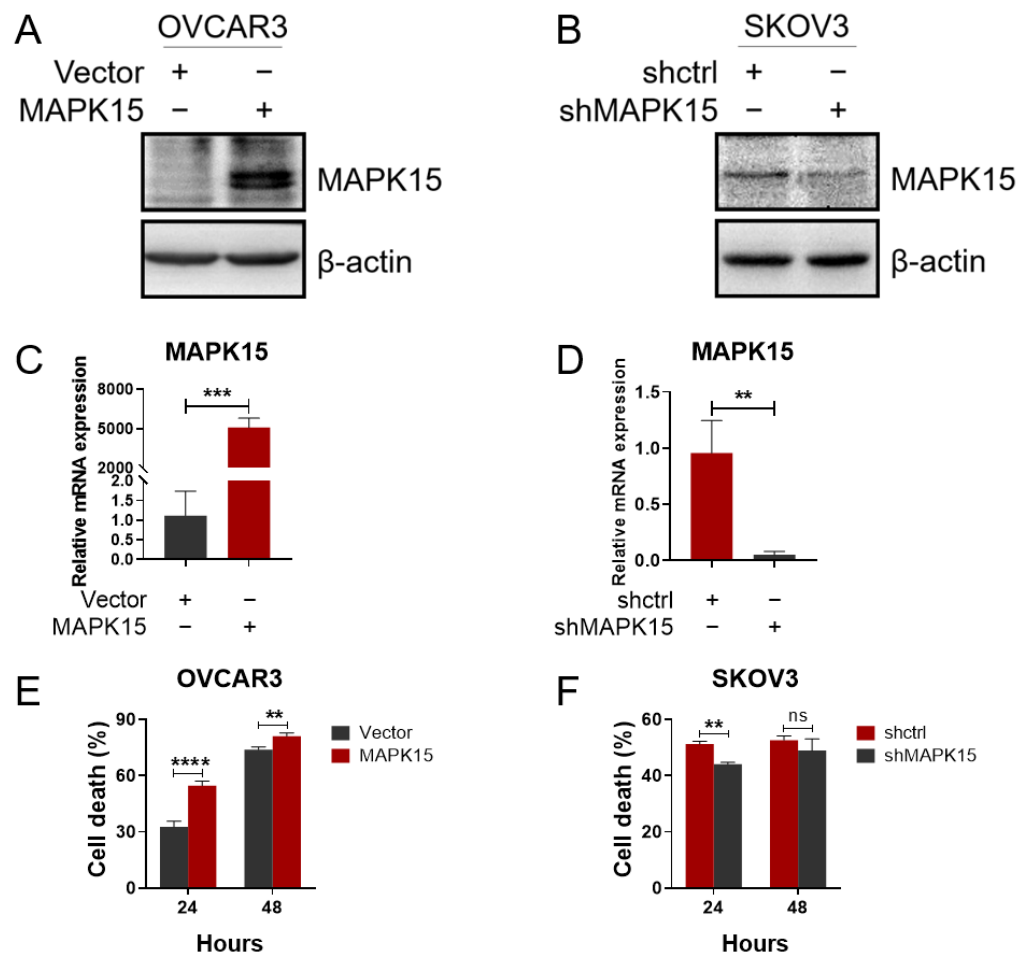 A
OVCAR3
Vector + −
MAPK15 − +
MAPK15
β-actin
B
SKOV3
shctrl + −
shMAPK15 − +
MAPK15
β-actin
C
MAPK15
Relative mRNA expression
8000
5000
2000
2.0
1.5
1.0
0.5
0.0
***
Vector + −
MAPK15 − +
D
MAPK15
Relative mRNA expression
1.5
1.0
0.5
0.0
**
shctrl + −
shMAPK15 − +
E
OVCAR3
Cell death (%)
90
60
30
0
****
**
Vector
MAPK15
24 48
Hours
F
SKOV3
Cell death (%)
60
40
20
0
**
ns
shctrl
shMAPK15
24 48
Hours